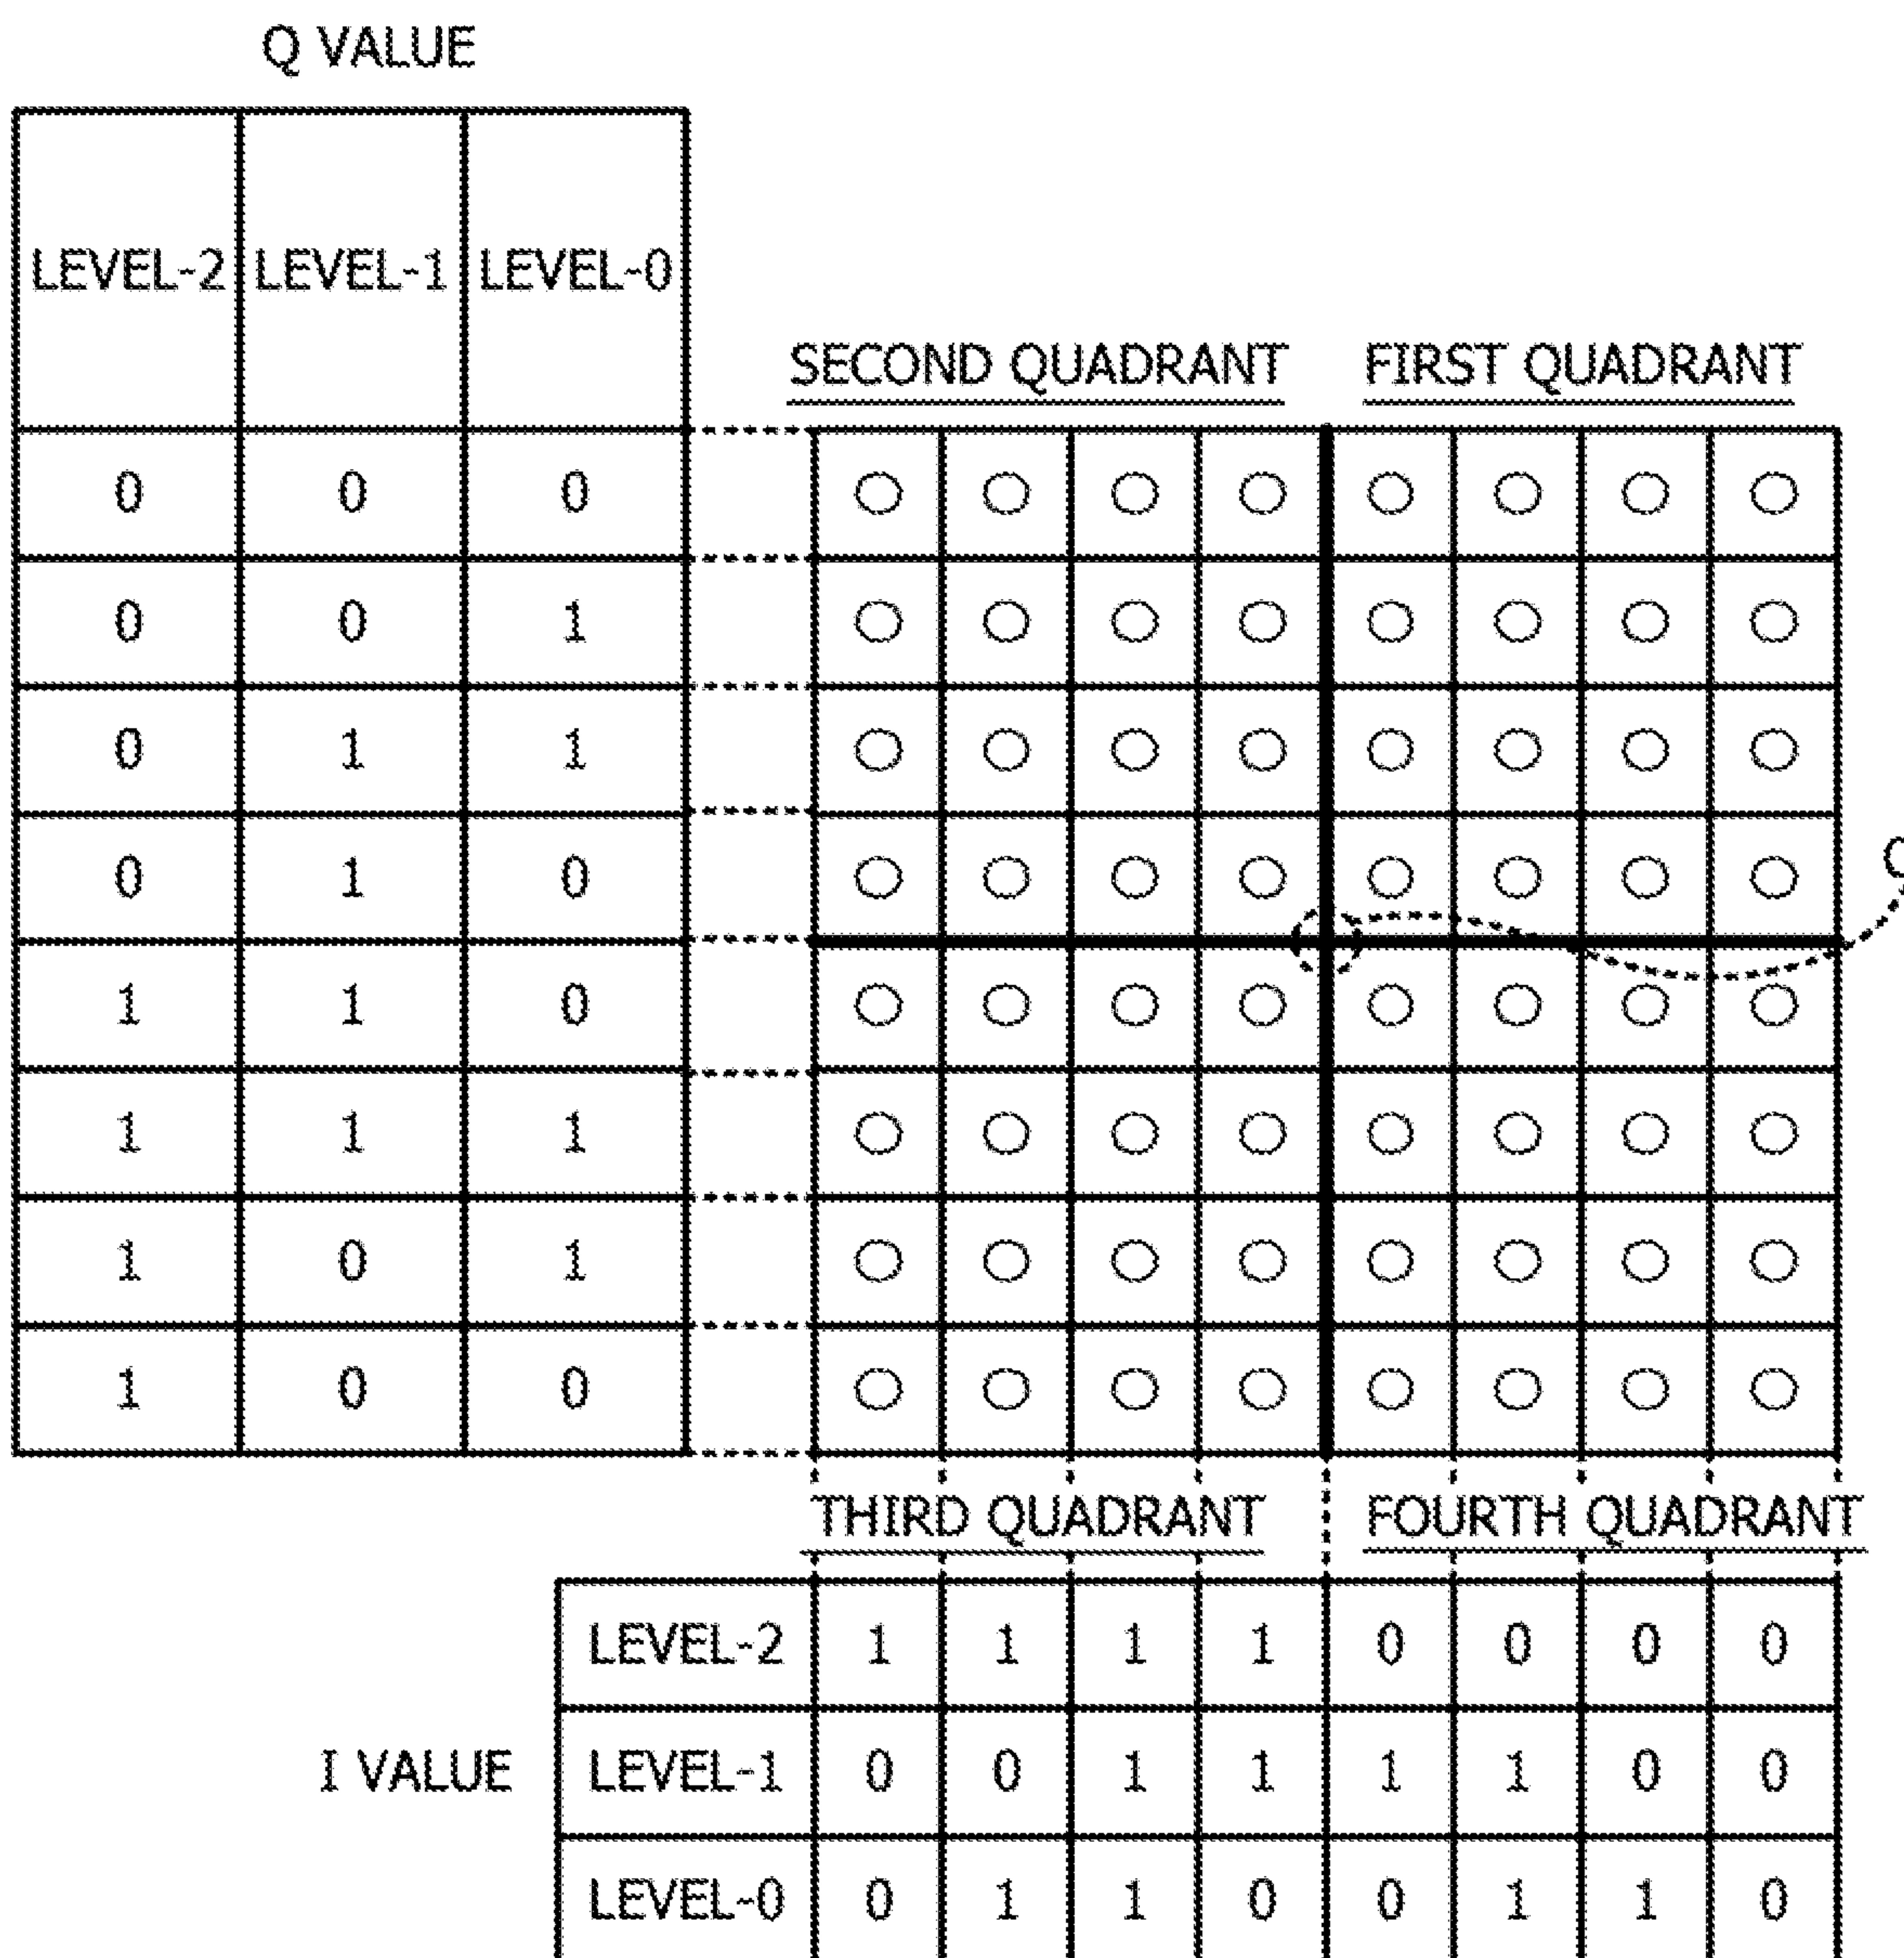 Q VALUE
LEVEL-2 LEVEL-1 LEVEL-0
SECOND QUADRANT FIRST QUADRANT
0 0 0
0 0 1
0 1 1
0 1 0
1 1 0
1 1 1
1 0 1
1 0 0
THIRD QUADRANT FOURTH QUADRANT
LEVEL-2 1 1 1 1 0 0 0 0
I VALUE LEVEL-1 0 0 1 1 1 1 0 0
LEVEL-0 0 1 1 0 0 1 1 0